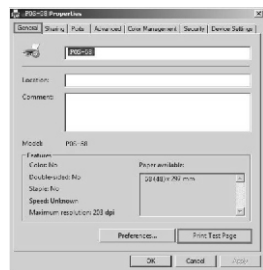 POS-58 Properties
General Sharing Ports Advanced Color Management Security Device Settings
POS-58
Location:
Comment:
Model: POS-58
Features
Color: No
Paper available:
Double-sided: No
Staple: No
Speed: Unknown
Maximum resolution: 203 dpi
Preferences... Print Test Page
OK Cancel Apply